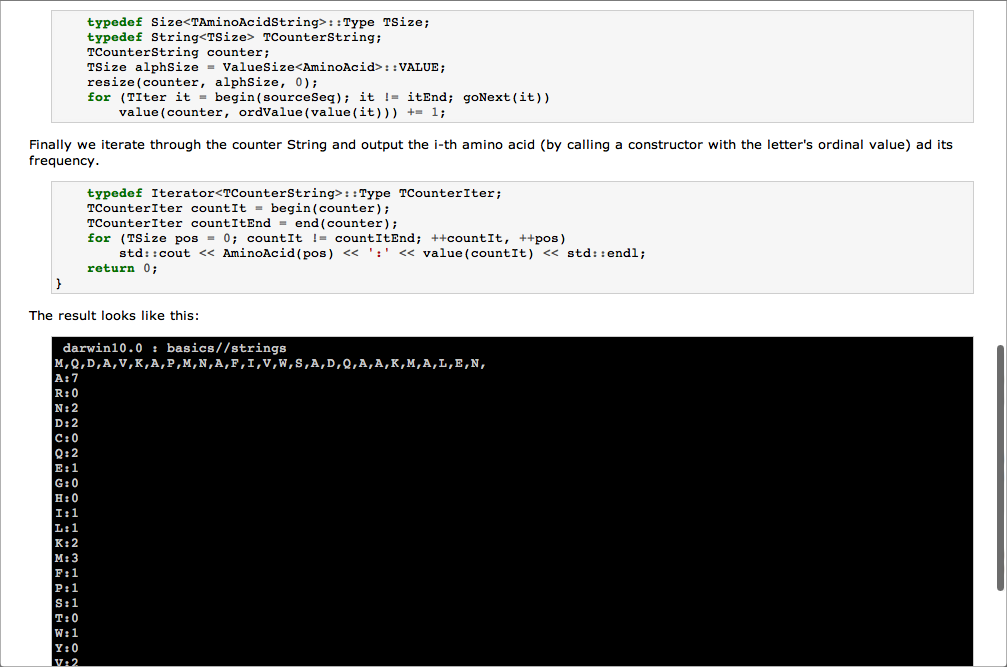 typedef Size<TAminoAcidString>::Type TSize;
typedef String<TSize> TCounterString;
TCounterString counter;
TSize alphSize = ValueSize<AminoAcid>::VALUE;
resize(counter, alphSize, 0);
for (TIter it = begin(sourceSeq); it != itEnd; goNext(it))
value(counter, ordValue(value(it))) += 1;
Finally we iterate through the counter String and output the i-th amino acid (by calling a constructor with the letter's ordinal value) ad its
frequency.
typedef Iterator<TCounterString>::Type TCounterIter;
TCounterIter countIt = begin(counter);
TCounterIter countItEnd = end(counter);
for (TSize pos = 0; countIt != countItEnd; ++countIt, ++pos)
std::cout << AminoAcid(pos) << ':' << value(countIt) << std::endl;
return 0;
}
The result looks like this:
darwin10.0 : basics//strings
M,Q,D,A,V,K,A,P,M,N,A,F,I,V,W,S,A,D,Q,A,A,K,M,A,L,E,N,
A:7
R:0
N:2
D:2
C:0
Q:2
E:1
G:0
H:0
I:1
L:1
K:2
M:3
F:1
P:1
S:1
T:0
W:1
Y:0
V:2